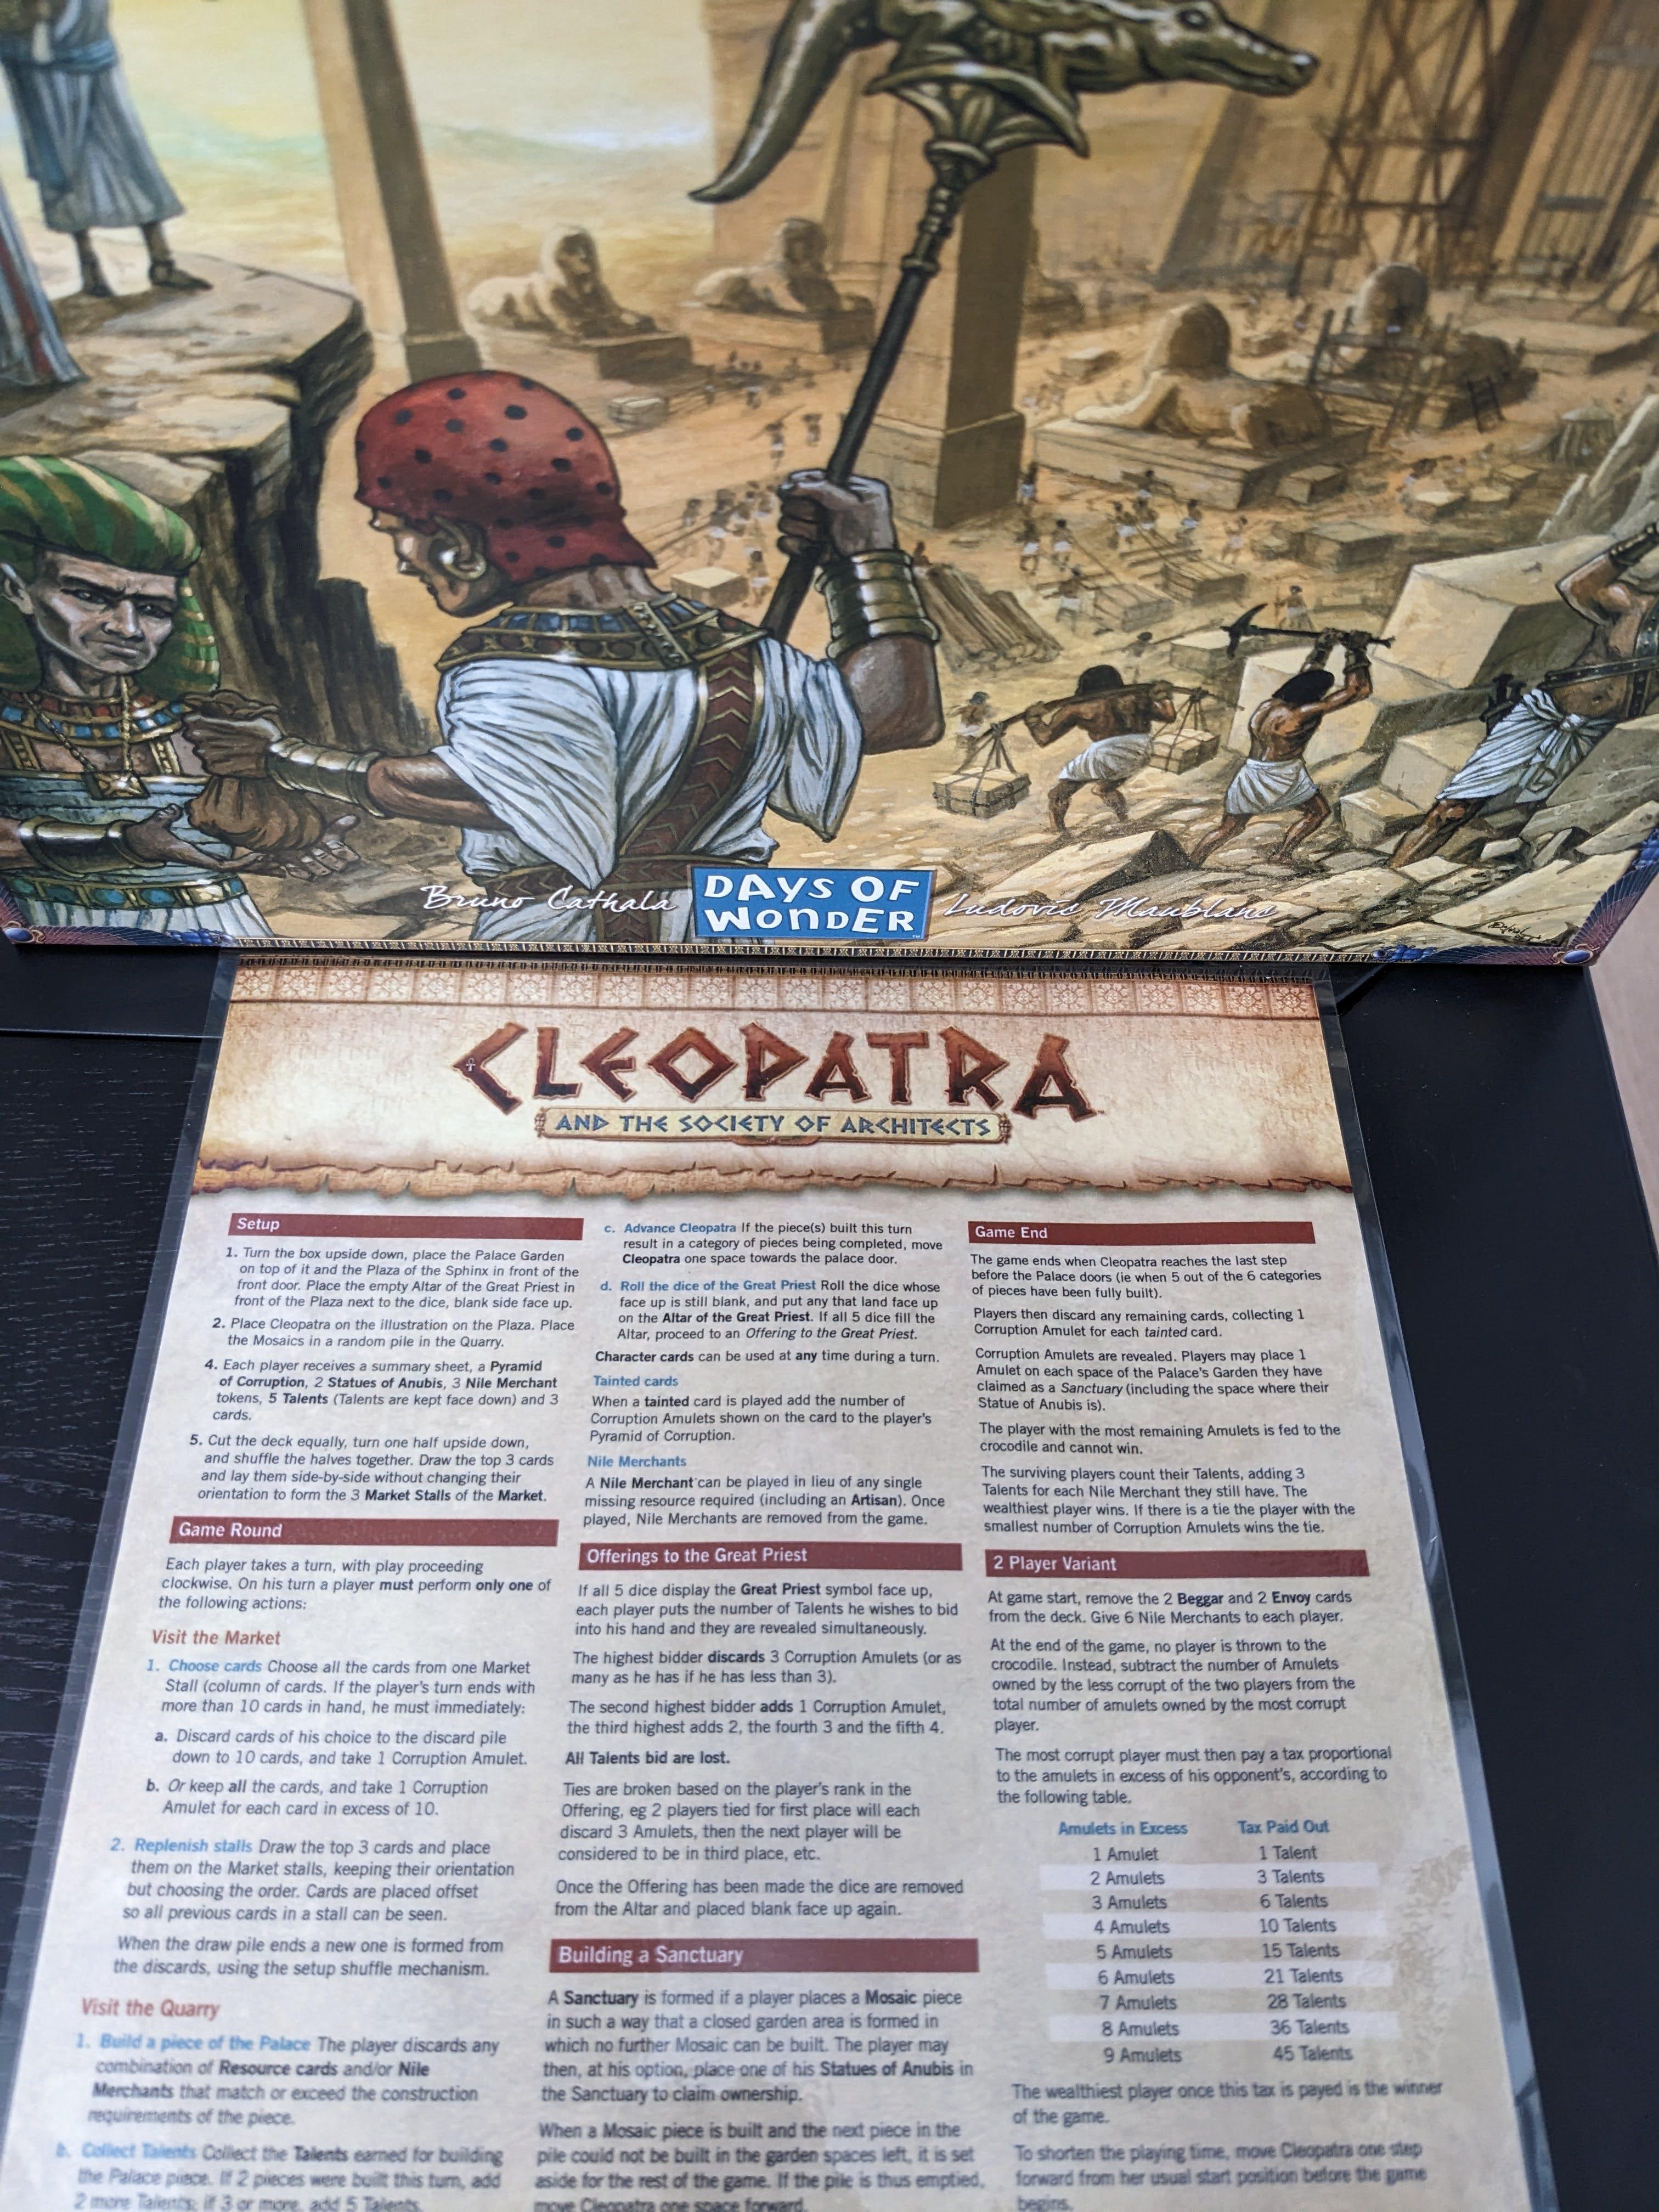 Bruno Cathala
DAYS OF
WONDER
Ludovic Maublanc
CLEOPATRA
AND THE SOCIETY OF ARCHITECTS
Setup
1. Turn the box upside down, place the Palace Garden
on top of it and the Plaza of the Sphinx in front of the
front door. Place the empty Altar of the Great Priest in
front of the Plaza next to the dice, blank side face up.
2. Place Cleopatra on the illustration on the Plaza. Place
the Mosaics in a random pile in the Quarry.
4. Each player receives a summary sheet, a Pyramid
of Corruption, 2 Statues of Anubis, 3 Nile Merchant
tokens, 5 Talents (Talents are kept face down) and 3
cards.
5. Cut the deck equally, turn one half upside down,
and shuffle the halves together. Draw the top 3 cards
and lay them side-by-side without changing their
orientation to form the 3 Market Stalls of the Market.
Game Round
Each player takes a turn, with play proceeding
clockwise. On his turn a player must perform only one of
the following actions:
Visit the Market
1. Choose cards Choose all the cards from one Market
Stall (column of cards. If the player's turn ends with
more than 10 cards in hand, he must immediately:
a. Discard cards of his choice to the discard pile
down to 10 cards, and take 1 Corruption Amulet.
b. Or keep all the cards, and take 1 Corruption
Amulet for each card in excess of 10.
2. Replenish stalls Draw the top 3 cards and place
them on the Market stalls, keeping their orientation
but choosing the order. Cards are placed offset
so all previous cards in a stall can be seen.
When the draw pile ends a new one is formed from
the discards, using the setup shuffle mechanism.
Visit the Quarry
1. Build a piece of the Palace The player discards any
combination of Resource cards and/or Nile
Merchants that match or exceed the construction
requirements of the piece.
b. Collect Talents Collect the Talents earned for building
the Palace piece. If 2 pieces were built this turn, add
2 more Talents; if 3 or more, add 5 Talents.
c. Advance Cleopatra If the piece(s) built this turn
result in a category of pieces being completed, move
Cleopatra one space towards the palace door.
d. Roll the dice of the Great Priest Roll the dice whose
face up is still blank, and put any that land face up
on the Altar of the Great Priest. If all 5 dice fill the
Altar, proceed to an Offering to the Great Priest.
Character cards can be used at any time during a turn.
Tainted cards
When a tainted card is played add the number of
Corruption Amulets shown on the card to the player's
Pyramid of Corruption.
Nile Merchants
A Nile Merchant can be played in lieu of any single
missing resource required (including an Artisan). Once
played, Nile Merchants are removed from the game.
Offerings to the Great Priest
If all 5 dice display the Great Priest symbol face up,
each player puts the number of Talents he wishes to bid
into his hand and they are revealed simultaneously.
The highest bidder discards 3 Corruption Amulets (or as
many as he has if he has less than 3).
The second highest bidder adds 1 Corruption Amulet,
the third highest adds 2, the fourth 3 and the fifth 4.
All Talents bid are lost.
Ties are broken based on the player's rank in the
Offering, eg 2 players tied for first place will each
discard 3 Amulets, then the next player will be
considered to be in third place, etc.
Once the Offering has been made the dice are removed
from the Altar and placed blank face up again.
Building a Sanctuary
A Sanctuary is formed if a player places a Mosaic piece
in such a way that a closed garden area is formed in
which no further Mosaic can be built. The player may
then, at his option, place one of his Statues of Anubis in
the Sanctuary to claim ownership.
When a Mosaic piece is built and the next piece in the
pile could not be built in the garden spaces left, it is set
aside for the rest of the game. If the pile is thus emptied,
move Cleopatra one space forward.
Game End
The game ends when Cleopatra reaches the last step
before the Palace doors (ie when 5 out of the 6 categories
of pieces have been fully built).
Players then discard any remaining cards, collecting 1
Corruption Amulet for each tainted card.
Corruption Amulets are revealed. Players may place 1
Amulet on each space of the Palace's Garden they have
claimed as a Sanctuary (including the space where their
Statue of Anubis is).
The player with the most remaining Amulets is fed to the
crocodile and cannot win.
The surviving players count their Talents, adding 3
Talents for each Nile Merchant they still have. The
wealthiest player wins. If there is a tie the player with the
smallest number of Corruption Amulets wins the tie.
2 Player Variant
At game start, remove the 2 Beggar and 2 Envoy cards
from the deck. Give 6 Nile Merchants to each player.
At the end of the game, no player is thrown to the
crocodile. Instead, subtract the number of Amulets
owned by the less corrupt of the two players from the
total number of amulets owned by the most corrupt
player.
The most corrupt player must then pay a tax proportional
to the amulets in excess of his opponent's, according to
the following table.
Amulets in Excess Tax Paid Out
1 Amulet 1 Talent
2 Amulets 3 Talents
3 Amulets 6 Talents
4 Amulets 10 Talents
5 Amulets 15 Talents
6 Amulets 21 Talents
7 Amulets 28 Talents
8 Amulets 36 Talents
9 Amulets 45 Talents
The wealthiest player once this tax is payed is the winner
of the game.
To shorten the playing time, move Cleopatra one step
forward from her usual start position before the game
begins.